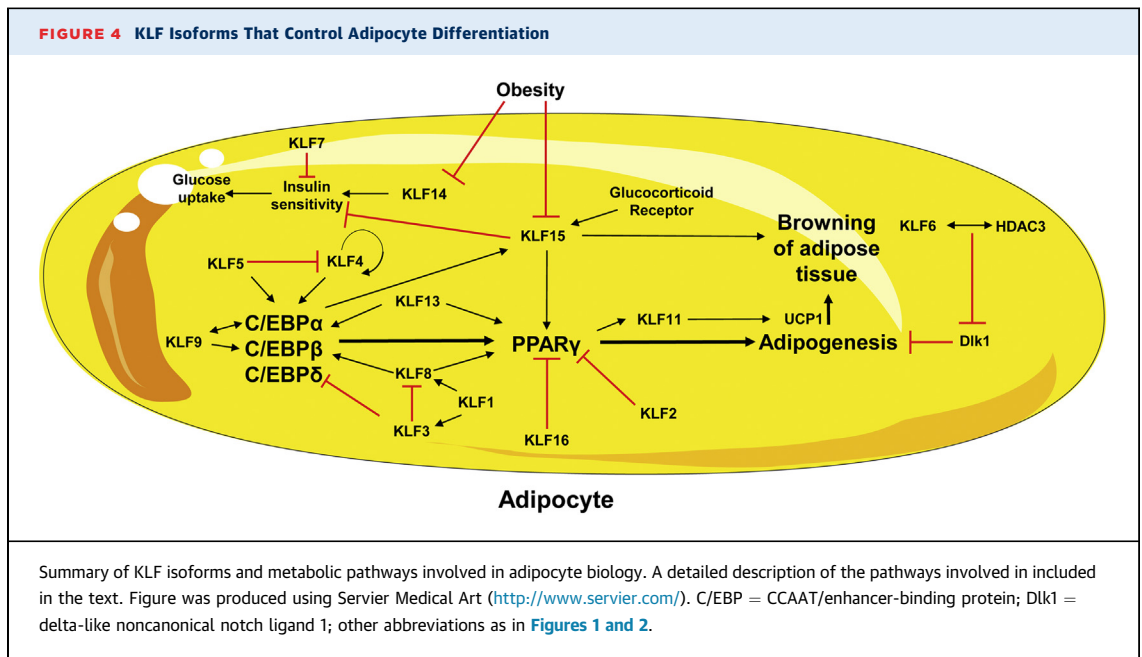 FIGURE 4 KLF Isoforms That Control Adipocyte Differentiation
Obesity
KLF7
Glucose
uptake
Insulin
sensitivity
KLF14
Glucocorticoid
Receptor
KLF15
Browning
of adipose
tissue
KLF6
HDAC3
KLF5
KLF4
KLF13
C/EBPα
C/EBPβ
C/EBPδ
KLF9
PPARγ
KLF11
UCP1
Adipogenesis
Dlk1
KLF8
KLF1
KLF3
KLF2
KLF16
Adipocyte
Summary of KLF isoforms and metabolic pathways involved in adipocyte biology. A detailed description of the pathways involved in included
in the text. Figure was produced using Servier Medical Art (http://www.servier.com/). C/EBP = CCAAT/enhancer-binding protein; Dlk1 =
delta-like noncanonical notch ligand 1; other abbreviations as in Figures 1 and 2.